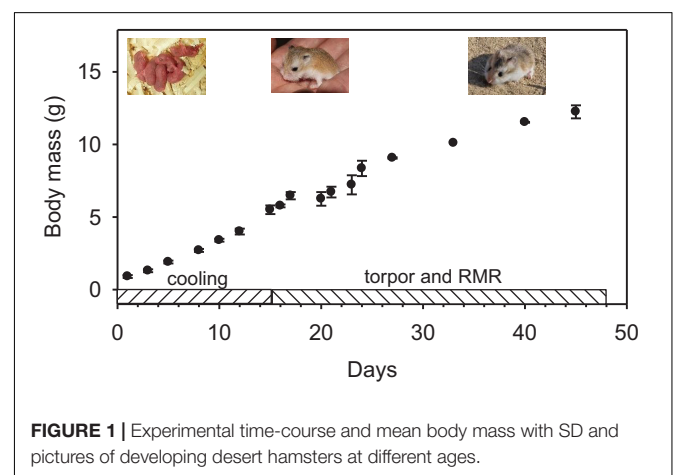 15
10
5
0
Body mass (g)
cooling
torpor and RMR
0 10 20 30 40 50
Days
FIGURE 1 | Experimental time-course and mean body mass with SD and
pictures of developing desert hamsters at different ages.